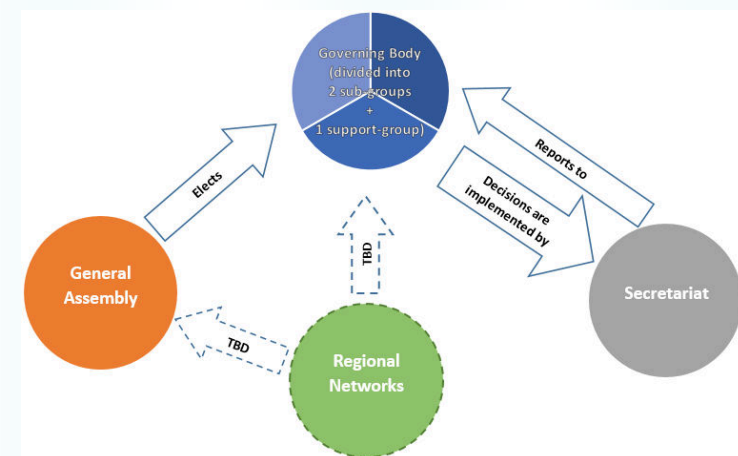 Governing Body
(divided into
2 sub-groups
+
1 support-group)
Elects
Reports to
Decisions are
implemented by
TBD
General
Assembly
Secretariat
TBD
Regional
Networks